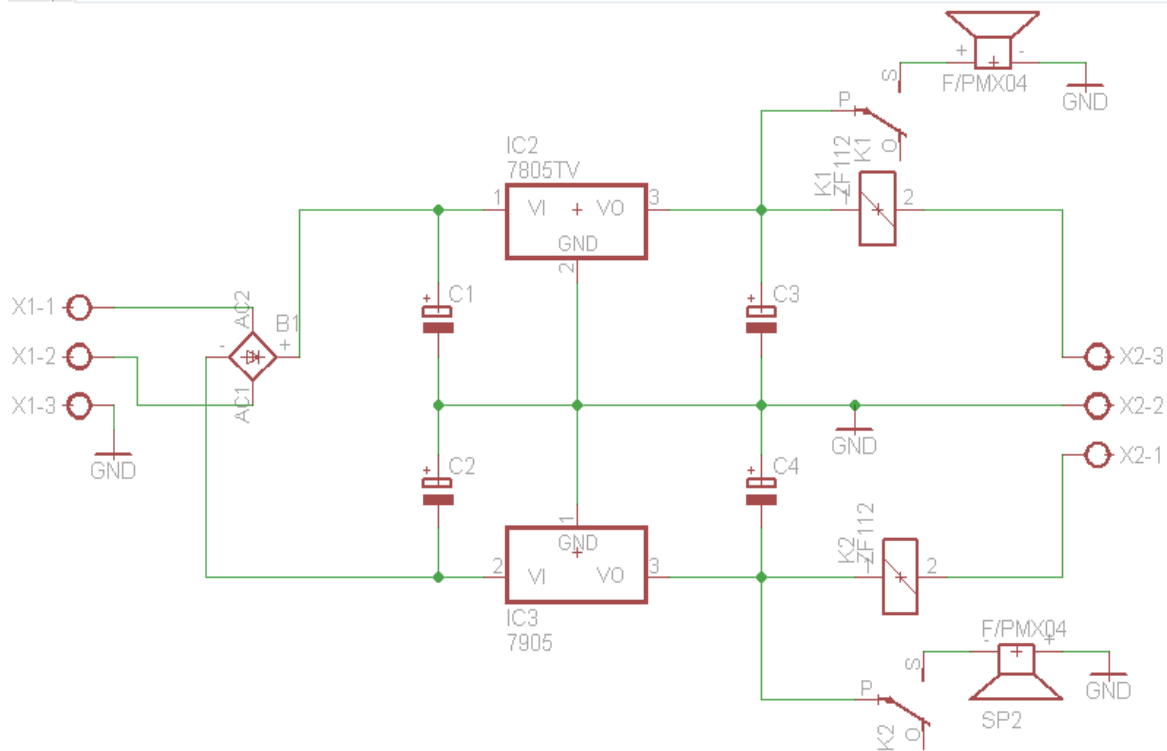 +
-
F/PMX04
GND
S
P
O
K1
IC2
7805TV
1
VI
+
VO
3
GND
2
K1
ZF112
1
2
X1-1
AC2
B1
C1
C3
X1-2
-
+
X2-3
X1-3
AC1
X2-2
GND
GND
C2
C4
X2-1
1
GND
K2
ZF112
2
VI
VO
3
1
2
IC3
7905
F/PMX04
-
+
S
GND
P
SP2
K2
O